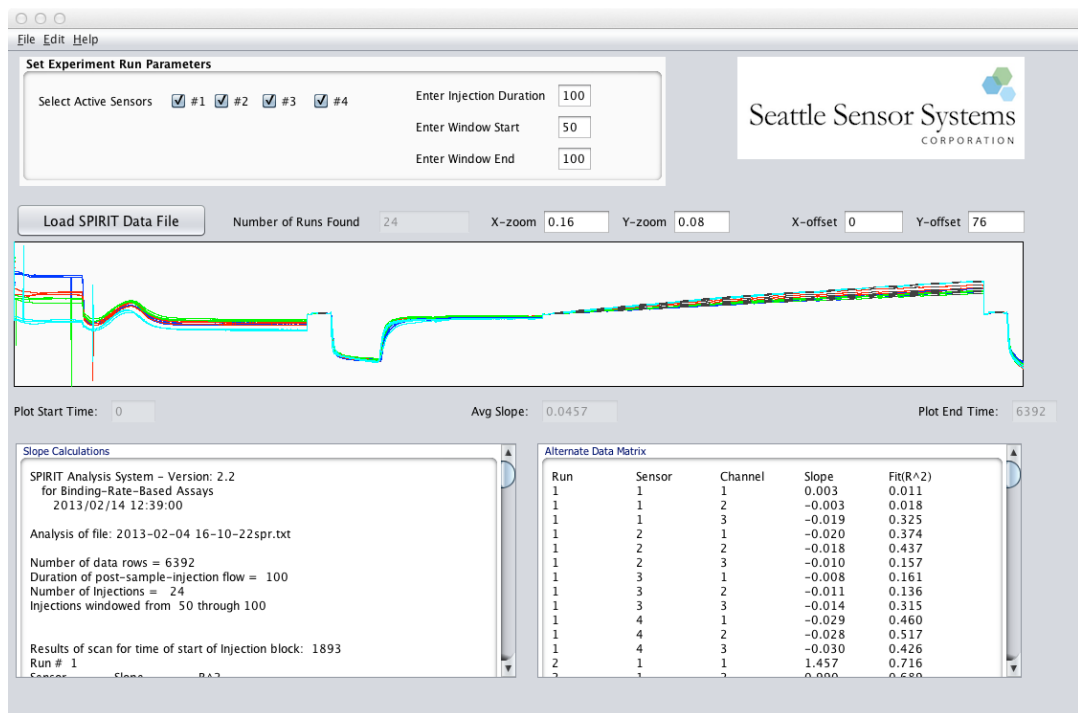 File Edit Help
Set Experiment Run Parameters
Select Active Sensors #1 #2 #3 #4
Enter Injection Duration 100
Enter Window Start 50
Enter Window End 100
Seattle Sensor Systems
CORPORATION
Load SPIRIT Data File Number of Runs Found 24 X-zoom 0.16 Y-zoom 0.08 X-offset 0 Y-offset 76
Plot Start Time: 0 Avg Slope: 0.0457 Plot End Time: 6392
Slope Calculations
SPIRIT Analysis System - Version: 2.2
for Binding-Rate-Based Assays
2013/02/14 12:39:00
Analysis of file: 2013-02-04 16-10-22spr.txt
Number of data rows = 6392
Duration of post-sample-injection flow = 100
Number of Injections = 24
Injections windowed from 50 through 100
Results of scan for time of start of Injection block: 1893
Run # 1
Sensor Slope R^2
Alternate Data Matrix
Run Sensor Channel Slope Fit(R^2)
1 1 1 0.003 0.011
1 1 2 -0.003 0.018
1 1 3 -0.019 0.325
1 2 1 -0.020 0.374
1 2 2 -0.018 0.437
1 2 3 -0.010 0.157
1 3 1 -0.008 0.161
1 3 2 -0.011 0.136
1 3 3 -0.014 0.315
1 4 1 -0.029 0.460
1 4 2 -0.028 0.517
1 4 3 -0.030 0.426
2 1 1 1.457 0.716
2 1 2 0.990 0.689